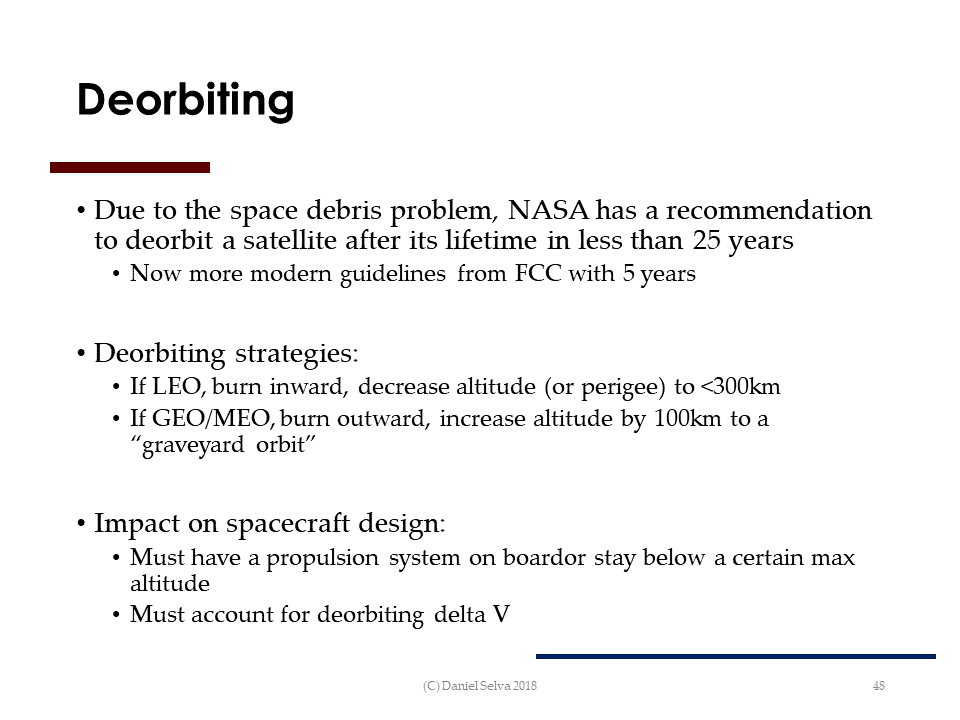 Deorbiting
• Due to the space debris problem, NASA has a recommendation
to deorbit a satellite after its lifetime in less than 25 years
• Now more modern guidelines from FCC with 5 years
• Deorbiting strategies:
• If LEO, burn inward, decrease altitude (or perigee) to <300km
• If GEO/MEO, burn outward, increase altitude by 100km to a
“graveyard orbit”
• Impact on spacecraft design:
• Must have a propulsion system on boardor stay below a certain max
altitude
• Must account for deorbiting delta V
(C) Daniel Selva 2018
48